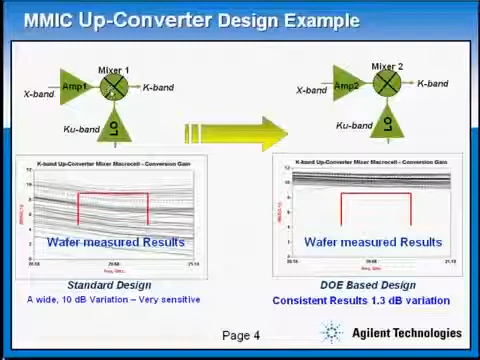 MMIC Up-Converter Design Example
Mixer 1
Amp1
X-band
K-band
Ku-band
LO
Mixer 2
Amp2
X-band
K-band
Ku-band
LO
K-band Up-Converter Mixer Macrocell - Conversion Gain
Wafer measured Results
K-band Up-Converter Mixer Macrocell - Conversion Gain
Wafer measured Results
Standard Design
A wide, 10 dB Variation – Very sensitive
DOE Based Design
Consistent Results 1.3 dB variation
Page 4
Agilent Technologies